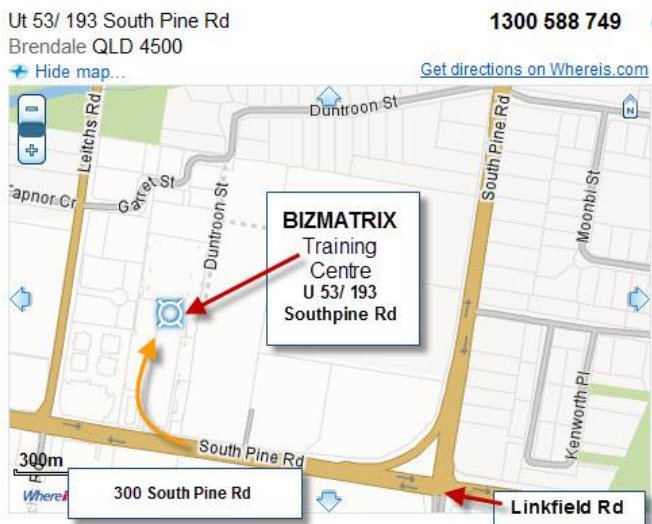 Ut 53/ 193 South Pine Rd
1300 588 749
Brendale QLD 4500
Hide map...
Get directions on Whereis.com
Duntroon St
N
Leitchs Rd
South Pine Rd
Tapnor Cr
Garret St
Duntroon St
Moonbi St
BIZMATRIX
Training
Centre
U 53/ 193
Southpine Rd
Kenworth Pl
South Pine Rd
300m
300 South Pine Rd
Linkfield Rd